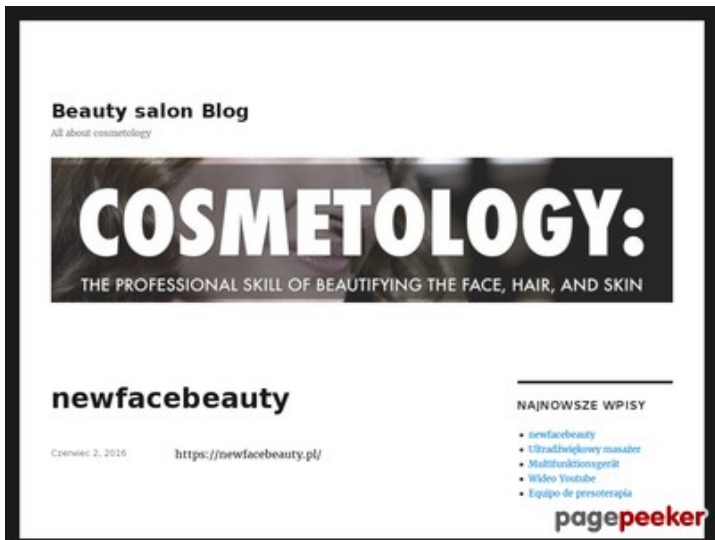 Beauty salon Blog
All about cosmetology
COSMETOLOGY:
THE PROFESSIONAL SKILL OF BEAUTIFYING THE FACE, HAIR, AND SKIN
newfacebeauty
Czerwiec 2, 2016
https://newfacebeauty.pl/
NAJNOWSZE WPISY
newfacebeauty
Ultradźwiękowy masażer
Multifunktionsgerät
Wideo Youtube
Equipo de presoterapia
pagepeeker